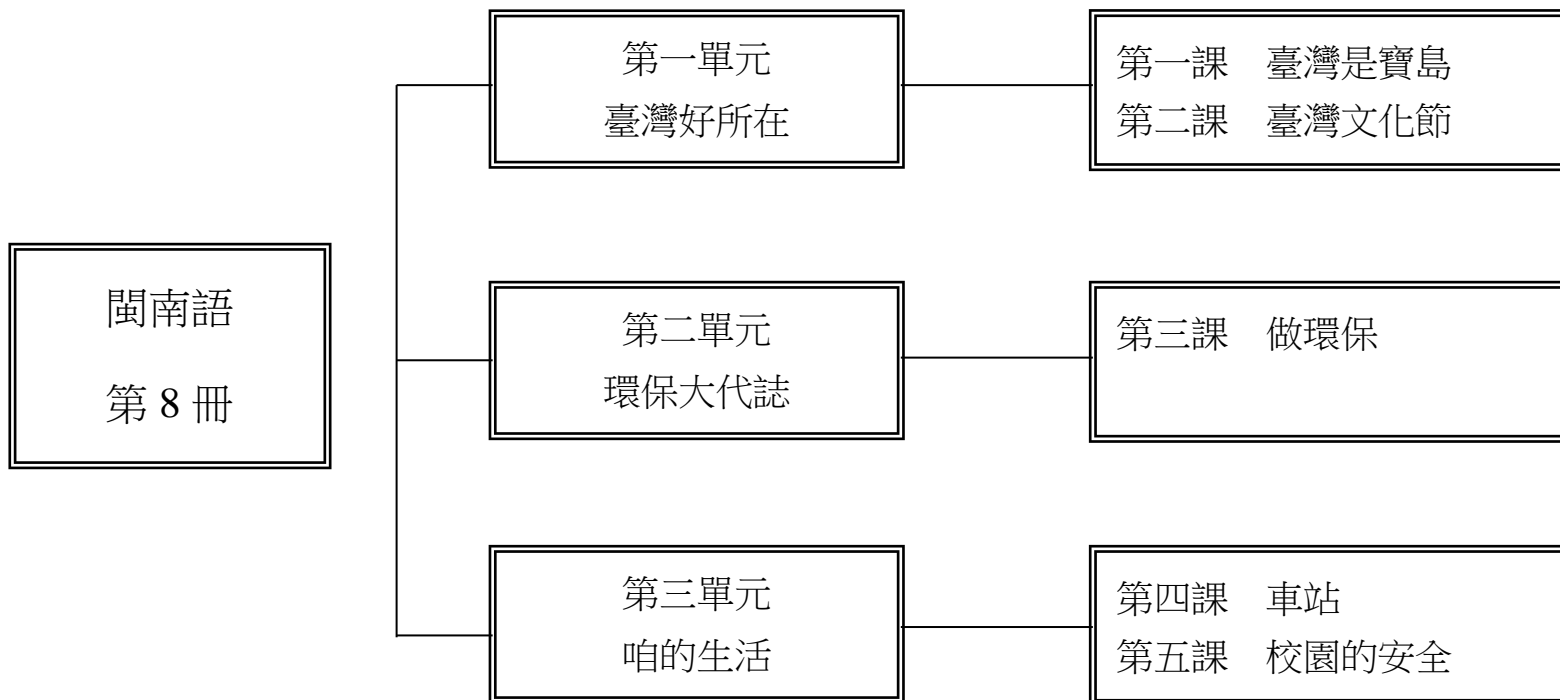 閩南語
第 8 冊
第一單元
臺灣好所在
第一課　臺灣是寶島
第二課　臺灣文化節
第二單元
環保大代誌
第三課　做環保
第三單元
咱的生活
第四課　車站
第五課　校園的安全